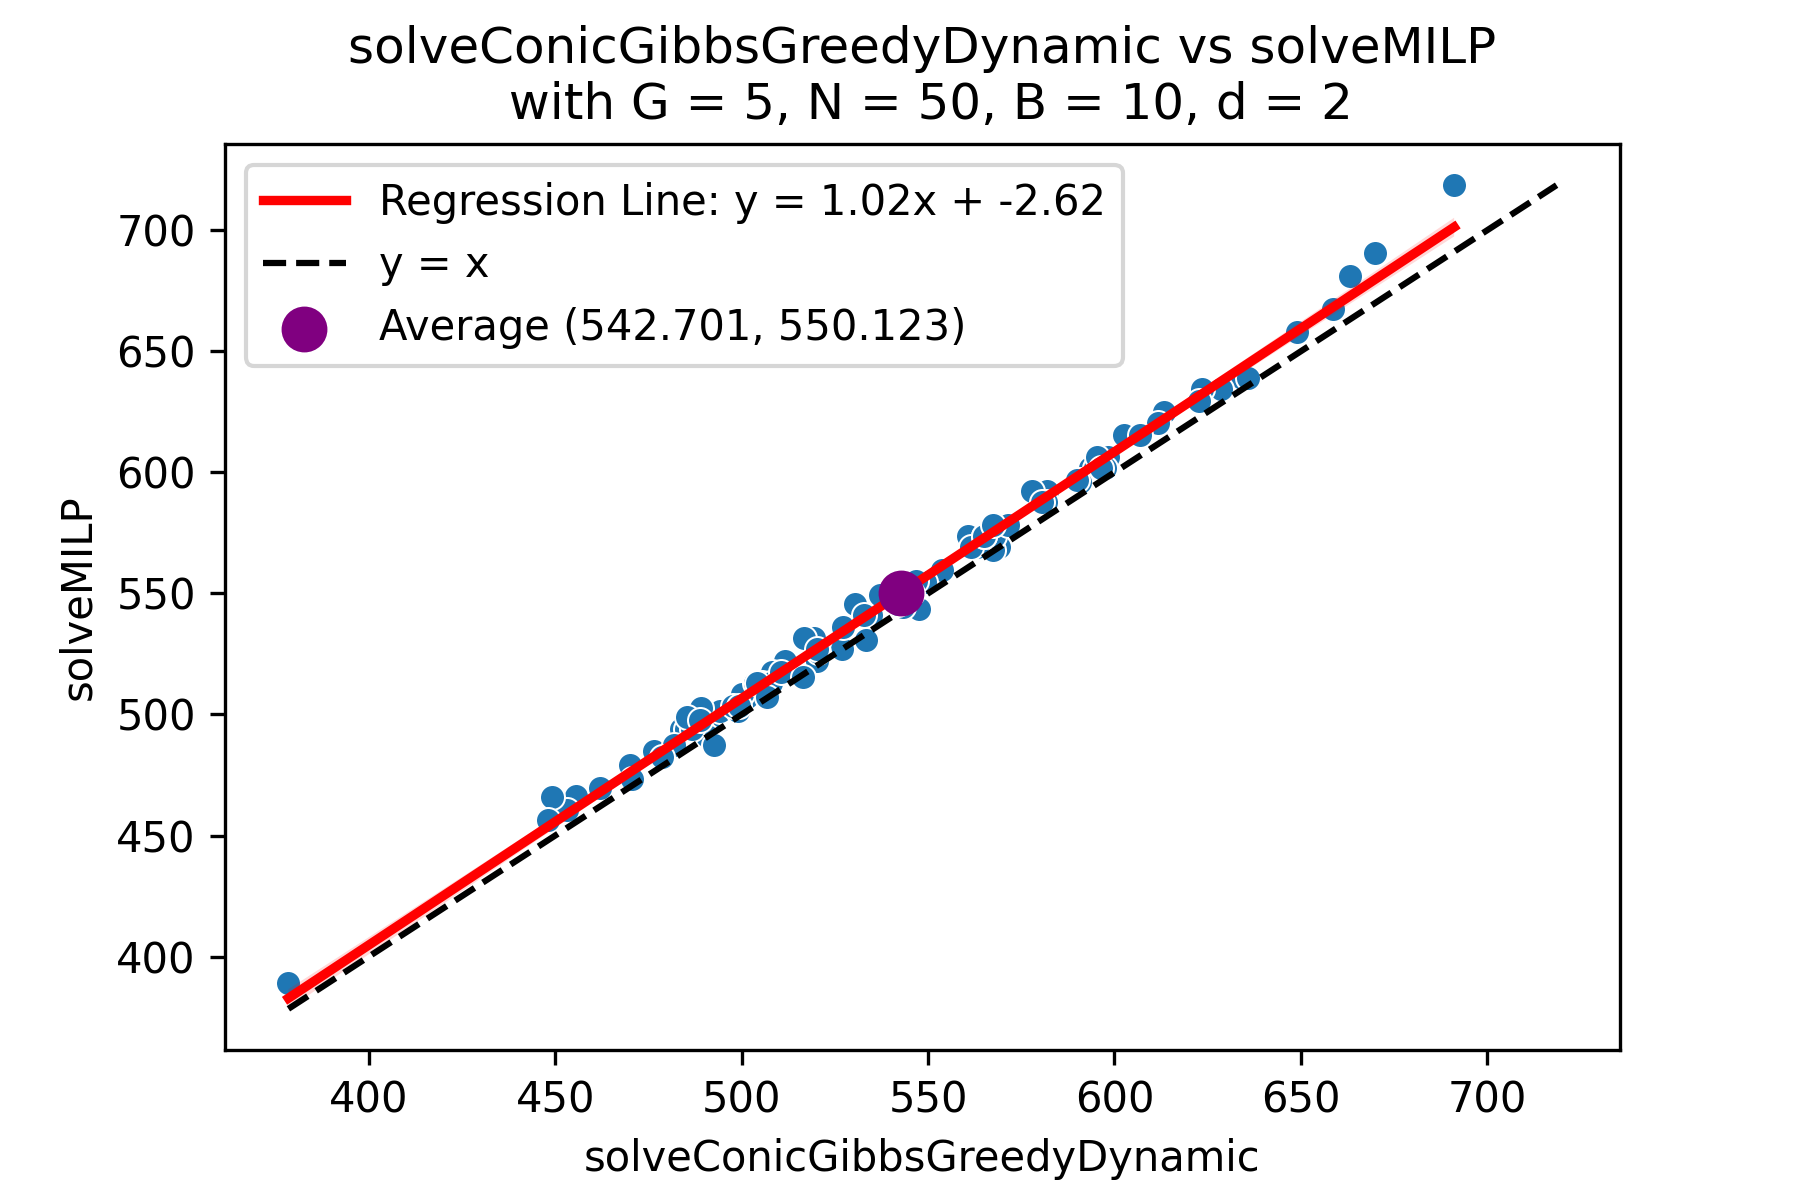 solveConicGibbsGreedyDynamic vs solveMILP
with G = 5, N = 50, B = 10, d = 2
Regression Line: y = 1.02x + -2.62
y = x
Average (542.701, 550.123)
solveMILP
700
650
600
550
500
450
400
400 450 500 550 600 650 700
solveConicGibbsGreedyDynamic